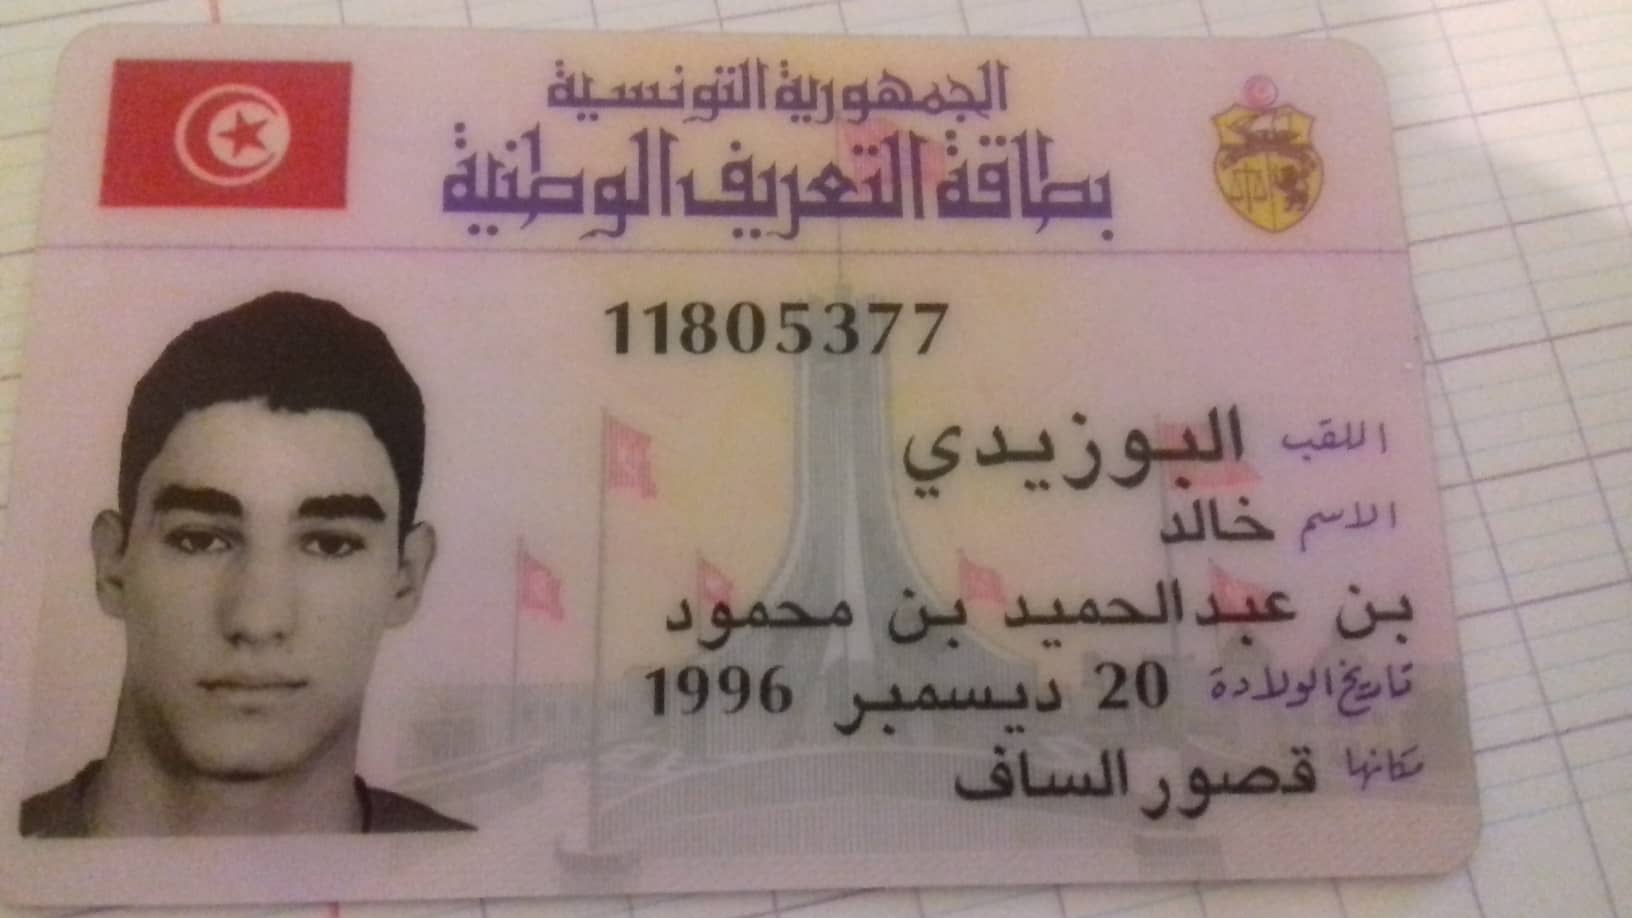 الجمهورية التونسية
بطاقة التعريف الوطنية
11805377
اللقب البوزيدي
الاسم خالد
بن عبدالحميد بن محمود
تاريخ الولادة 20 ديسمبر 1996
مكانها قصور الساف